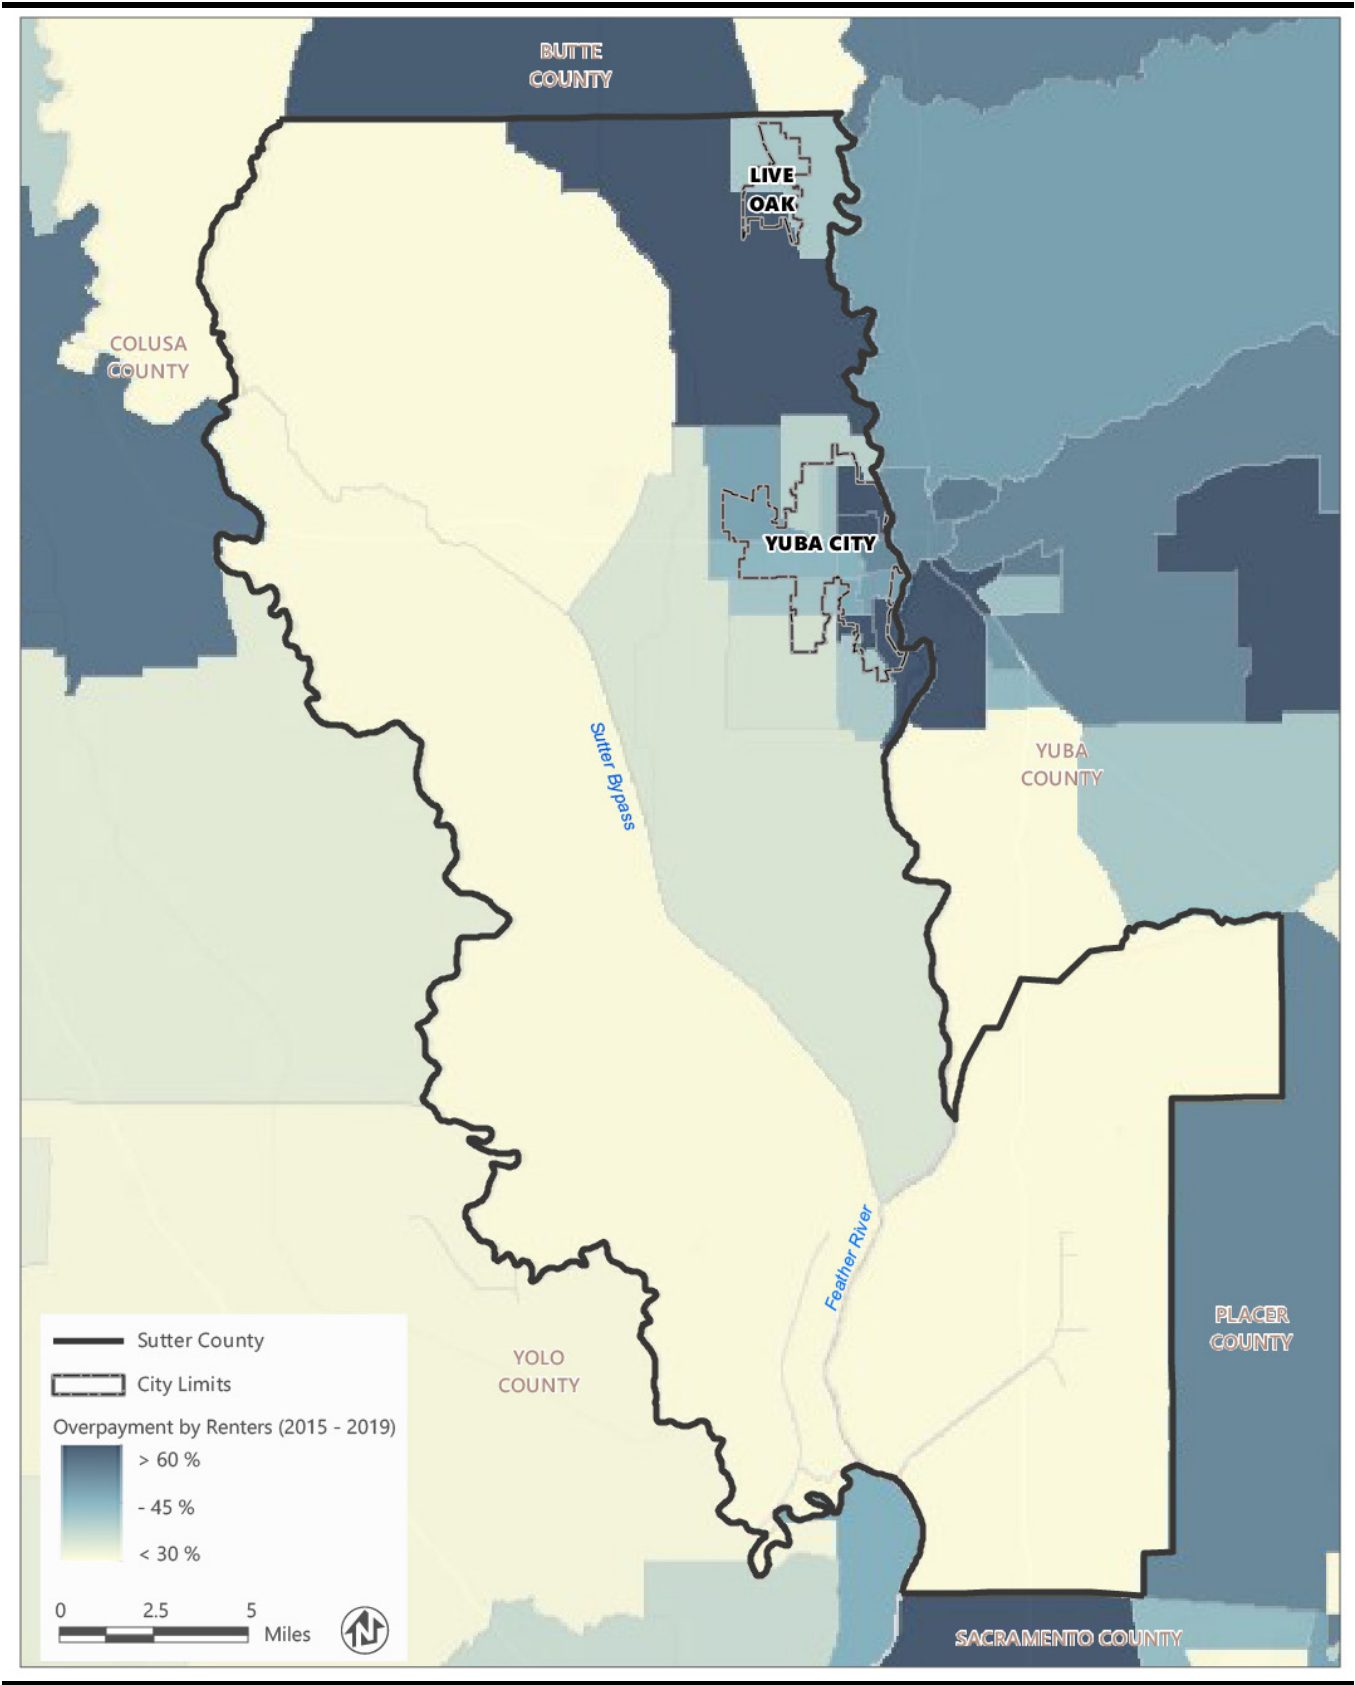 BUTTE
COUNTY
LIVE
OAK
COLUSA
COUNTY
YUBA CITY
Sutter Bypass
YUBA
COUNTY
Feather River
PLACER
COUNTY
YOLO
COUNTY
SACRAMENTO COUNTY
Sutter County
City Limits
Overpayment by Renters (2015 - 2019)
> 60 %
- 45 %
< 30 %
0 2.5 5
Miles
N